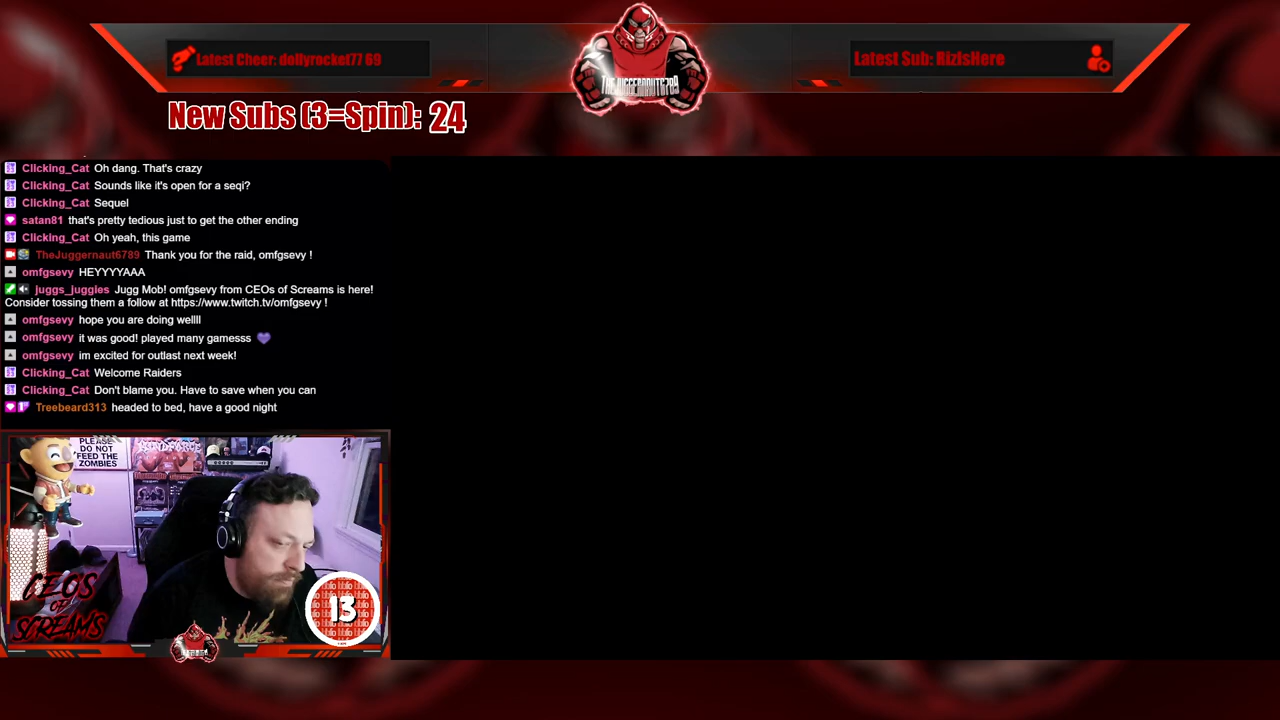 Latest Cheer: dollyrocket77 89
THEJUGGERNAUT6789
Latest Sub: RizIsHere
New Subs (3=Spin): 24
Clicking_Cat Oh dang. That's crazy
Clicking_Cat Sounds like it's open for a seqi?
Clicking_Cat Sequel
satan81 that's pretty tedious just to get the other ending
Clicking_Cat Oh yeah, this game
TheJuggernaut6789 Thank you for the raid, omfgsevy !
omfgsevy HEYYYYAAA
juggs_juggies Jugg Mob! omfgsevy from CEOs of Screams is here!
Consider tossing them a follow at https://www.twitch.tv/omfgsevy !
omfgsevy hope you are doing wellll
omfgsevy it was good! played many gamesss
omfgsevy im excited for outlast next week!
Clicking_Cat Welcome Raiders
Clicking_Cat Don't blame you. Have to save when you can
Treebeard313 headed to bed, have a good night
PLEASE
DO NOT
FEED THE
ZOMBIES
CEO'S
OF
SCREAMS
13